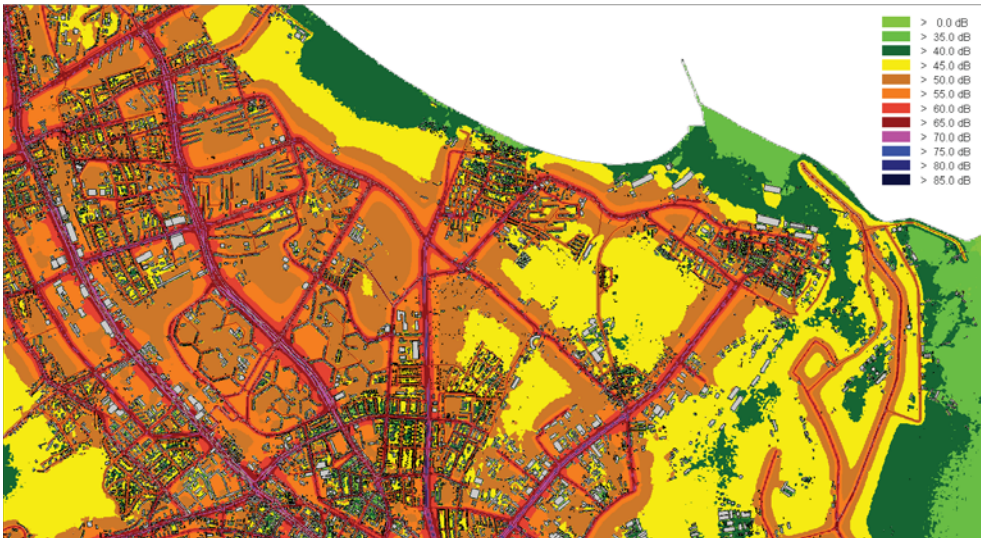 > 0.0 dB
> 35.0 dB
> 40.0 dB
> 45.0 dB
> 50.0 dB
> 55.0 dB
> 60.0 dB
> 65.0 dB
> 70.0 dB
> 75.0 dB
> 80.0 dB
> 85.0 dB